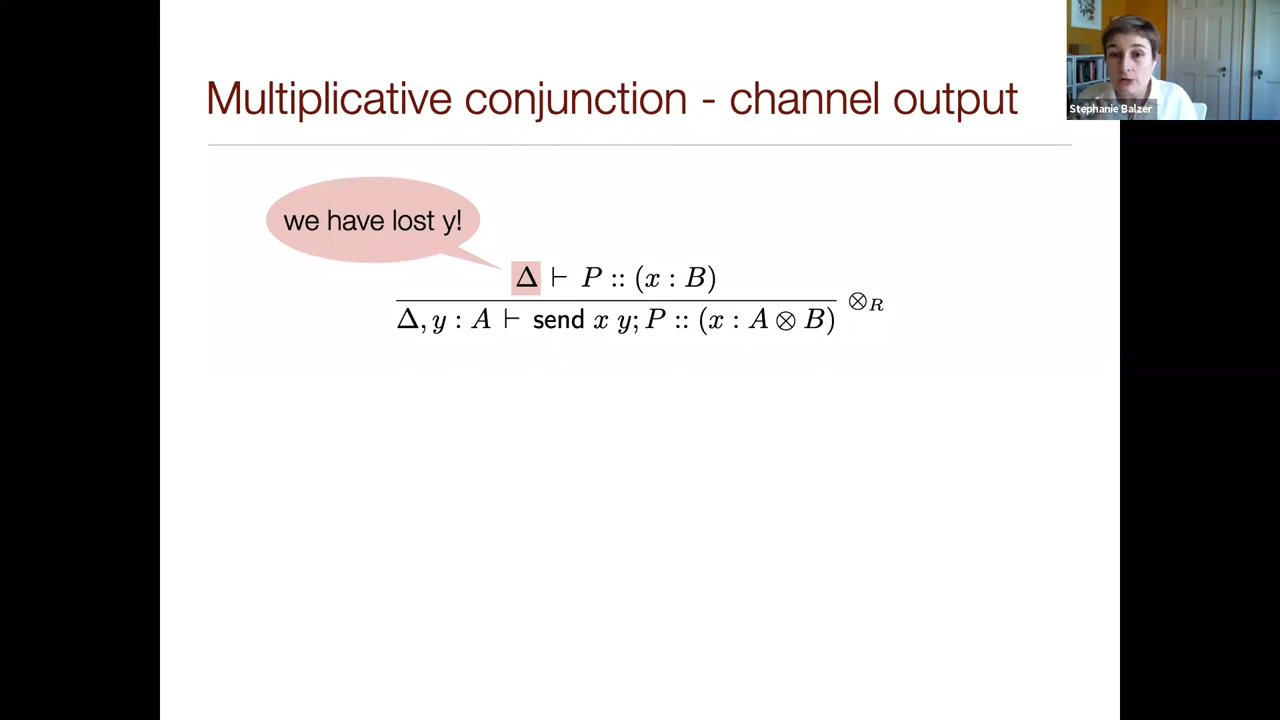 Multiplicative conjunction - channel output
Stephanie Balzer
we have lost y!
Δ ⊢ P :: (x : B)
Δ, y : A ⊢ send x y; P :: (x : A ⊗ B) ⊗R